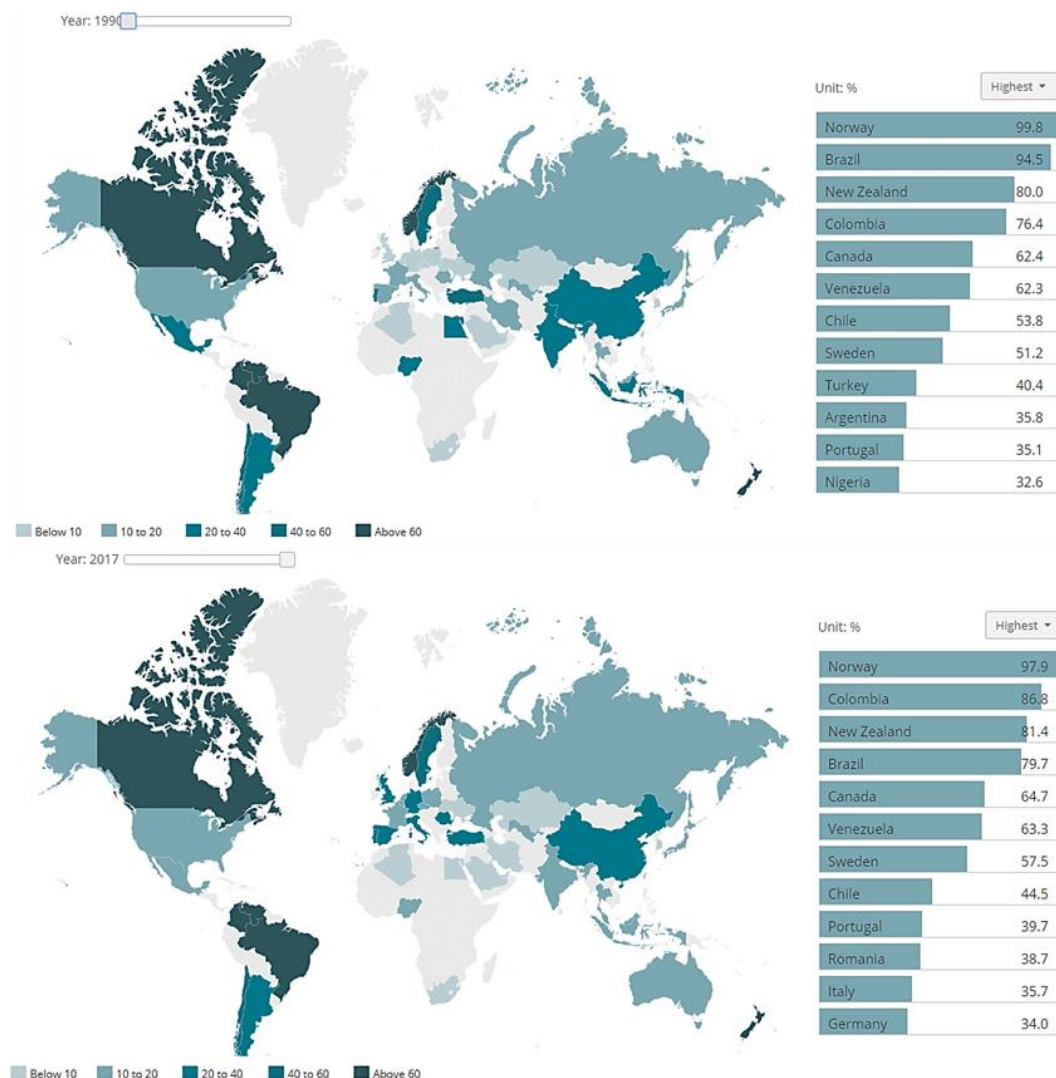 Year: 1990
Unit: %
Highest
Norway 99.8
Brazil 94.5
New Zealand 80.0
Colombia 76.4
Canada 62.4
Venezuela 62.3
Chile 53.8
Sweden 51.2
Turkey 40.4
Argentina 35.8
Portugal 35.1
Nigeria 32.6
Below 10 10 to 20 20 to 40 40 to 60 Above 60
Year: 2017
Unit: %
Highest
Norway 97.9
Colombia 86.8
New Zealand 81.4
Brazil 79.7
Canada 64.7
Venezuela 63.3
Sweden 57.5
Chile 44.5
Portugal 39.7
Romania 38.7
Italy 35.7
Germany 34.0
Below 10 10 to 20 20 to 40 40 to 60 Above 60